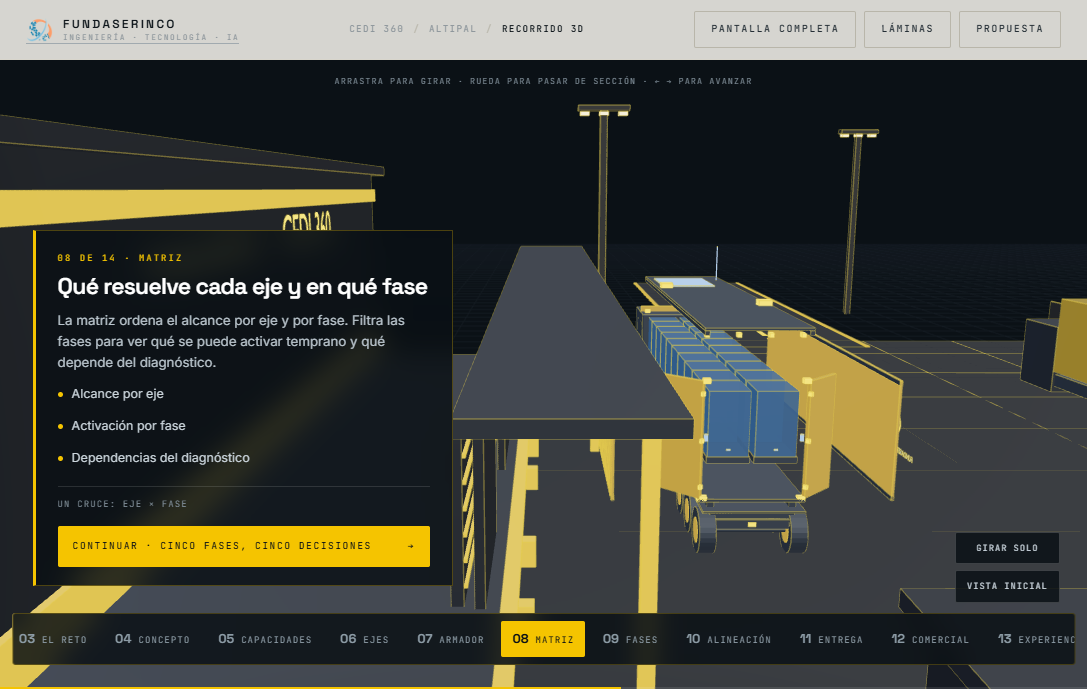 FUNDASERINCO
INGENIERÍA · TECNOLOGÍA · IA
CEDI 360 / ALTIPAL / RECORRIDO 3D
PANTALLA COMPLETA
LÁMINAS
PROPUESTA
ARRASTRA PARA GIRAR · RUEDA PARA PASAR DE SECCIÓN · ← → PARA AVANZAR
CEDI 360
08 DE 14 · MATRIZ
Qué resuelve cada eje y en qué fase
La matriz ordena el alcance por eje y por fase. Filtra las
fases para ver qué se puede activar temprano y qué
depende del diagnóstico.
Alcance por eje
Activación por fase
Dependencias del diagnóstico
UN CRUCE: EJE × FASE
CONTINUAR · CINCO FASES, CINCO DECISIONES →
GIRAR SOLO
VISTA INICIAL
03 EL RETO
04 CONCEPTO
05 CAPACIDADES
06 EJES
07 ARMADOR
08 MATRIZ
09 FASES
10 ALINEACIÓN
11 ENTREGA
12 COMERCIAL
13 EXPERIENC